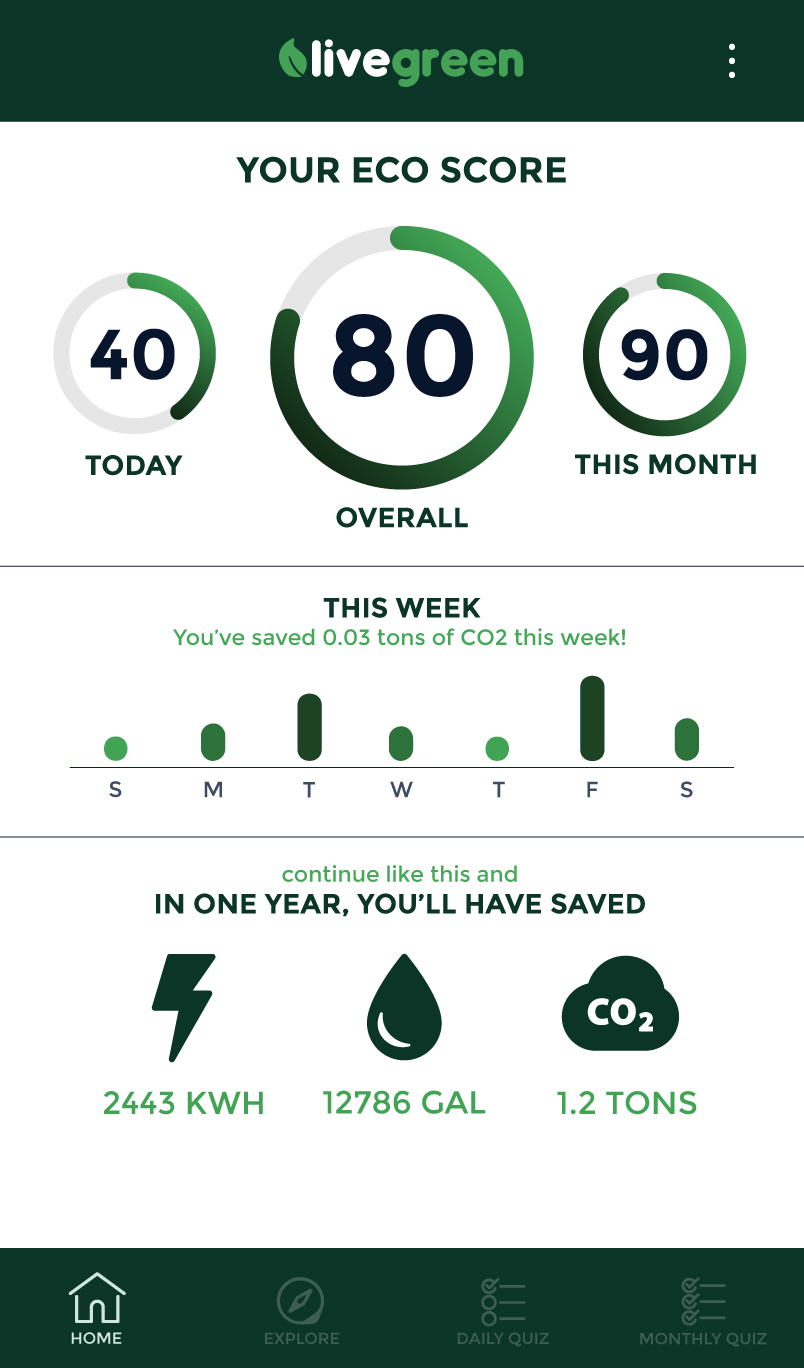 livegreen
YOUR ECO SCORE
40
80
90
TODAY
OVERALL
THIS MONTH
THIS WEEK
You’ve saved 0.03 tons of CO2 this week!
S M T W T F S
continue like this and
IN ONE YEAR, YOU’LL HAVE SAVED
CO₂
2443 KWH
12786 GAL
1.2 TONS
HOME
EXPLORE
DAILY QUIZ
MONTHLY QUIZ